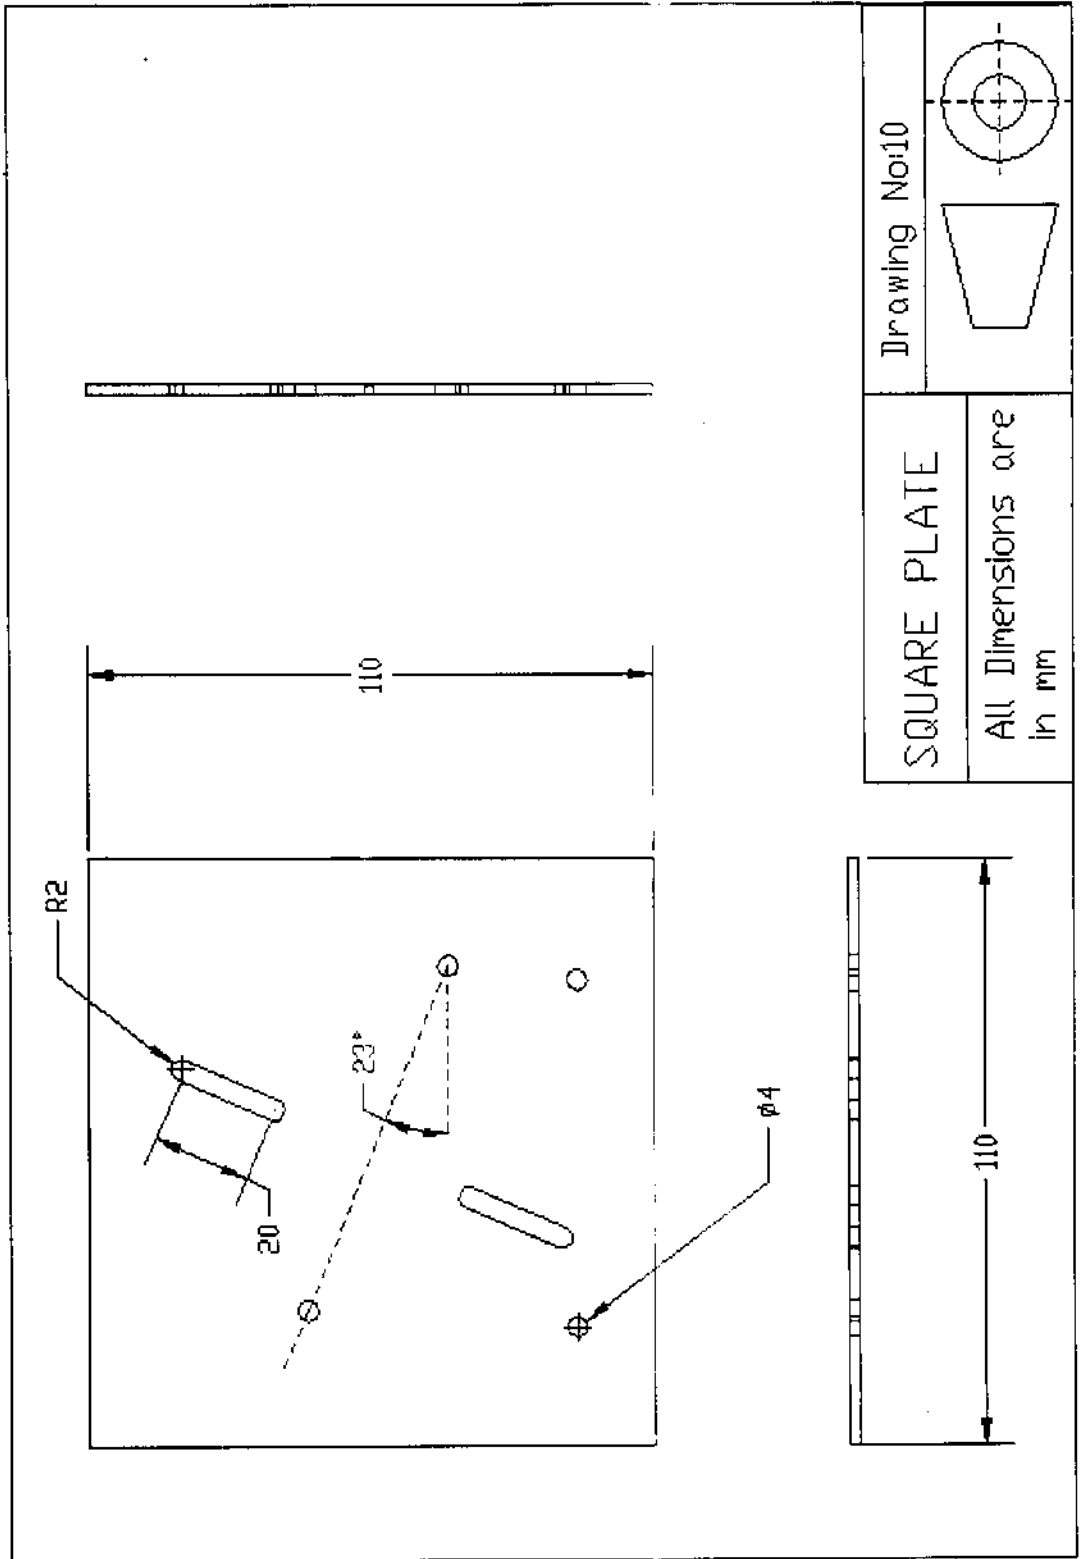 R2
20
23°
110
ø4
110
SQUARE PLATE
All Dimensions are
in mm
Drawing No:10